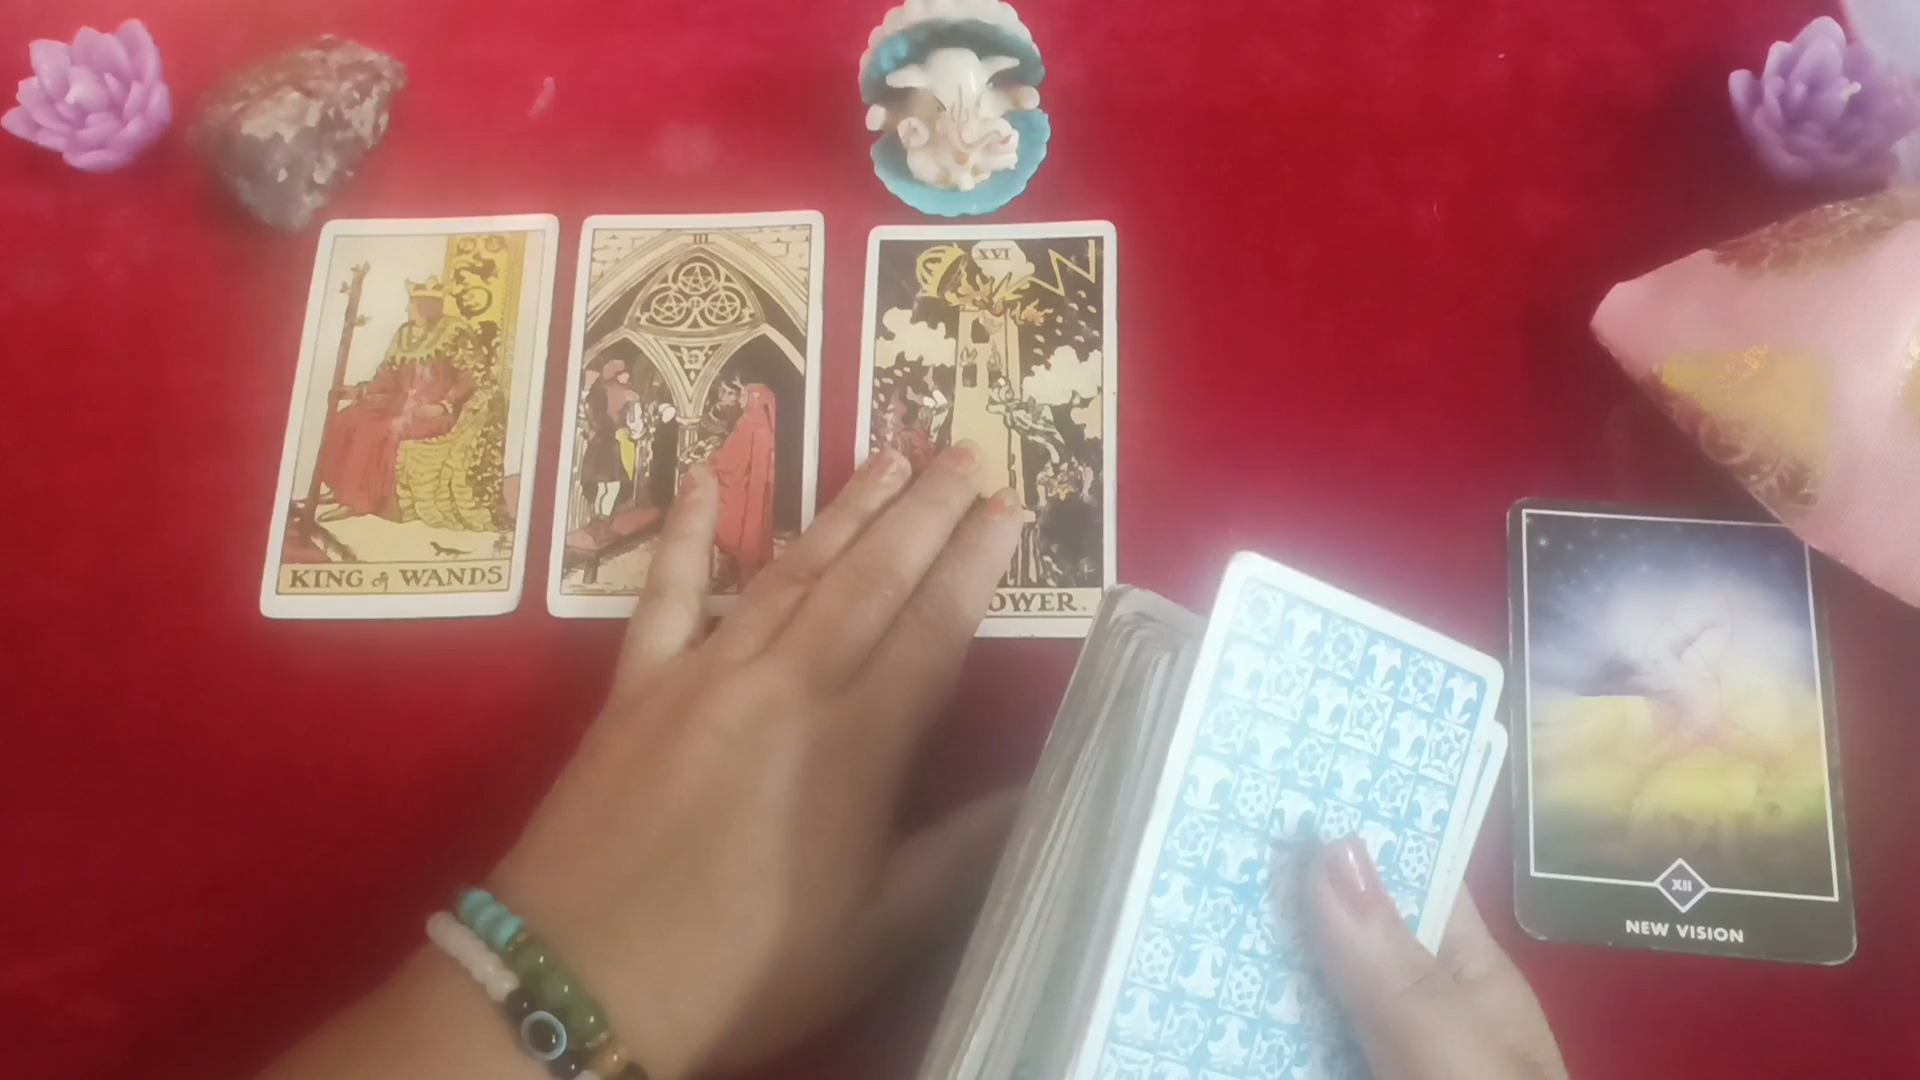 KING of WANDS
III
XVI
OWER.
XII
NEW VISION